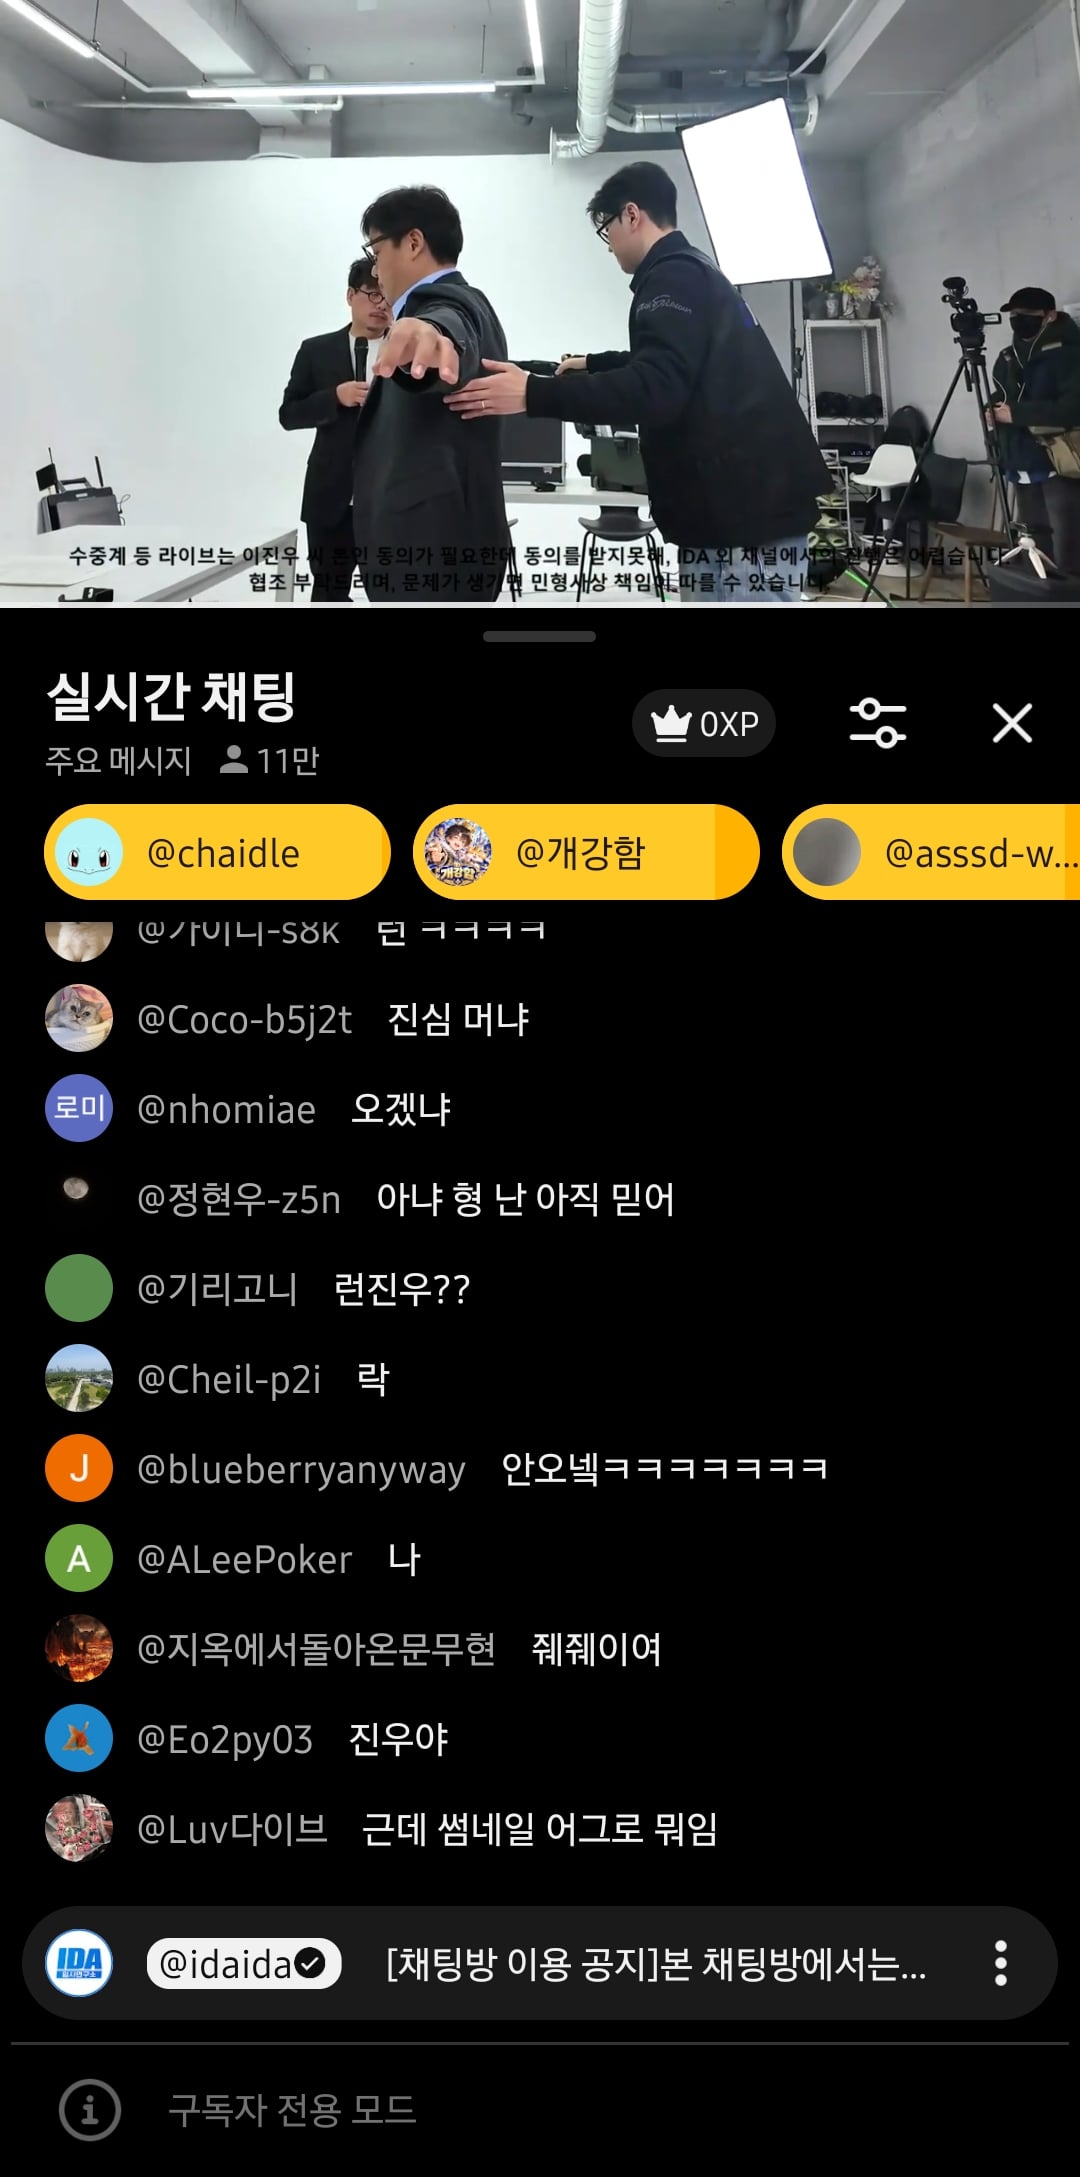 수중계 등 라이브는 이진우 씨 본인 동의가 필요한데 동의를 받지못해, IDA 외 채널에서의 진행은 어렵습니다.
협조 부탁드리며, 문제가 생기면 민형사상 책임이 따를 수 있습니다.
실시간 채팅
주요 메시지 11만
0XP
@chaidle @개강함 @asssd-w...
@가이니-s8k 런 ㅋㅋㅋㅋ
@Coco-b5j2t 진심 머냐
로미 @nhomiae 오겠냐
@정현우-z5n 아냐 형 난 아직 믿어
@기리고니 런진우??
@Cheil-p2i 락
J @blueberryanyway 안오넼ㅋㅋㅋㅋㅋㅋㅋ
A @ALeePoker 나
@지옥에서돌아온문무현 줴줴이여
@Eo2py03 진우야
@Luv다이브 근데 썸네일 어그로 뭐임
IDA @idaida [채팅방 이용 공지]본 채팅방에서는...
구독자 전용 모드